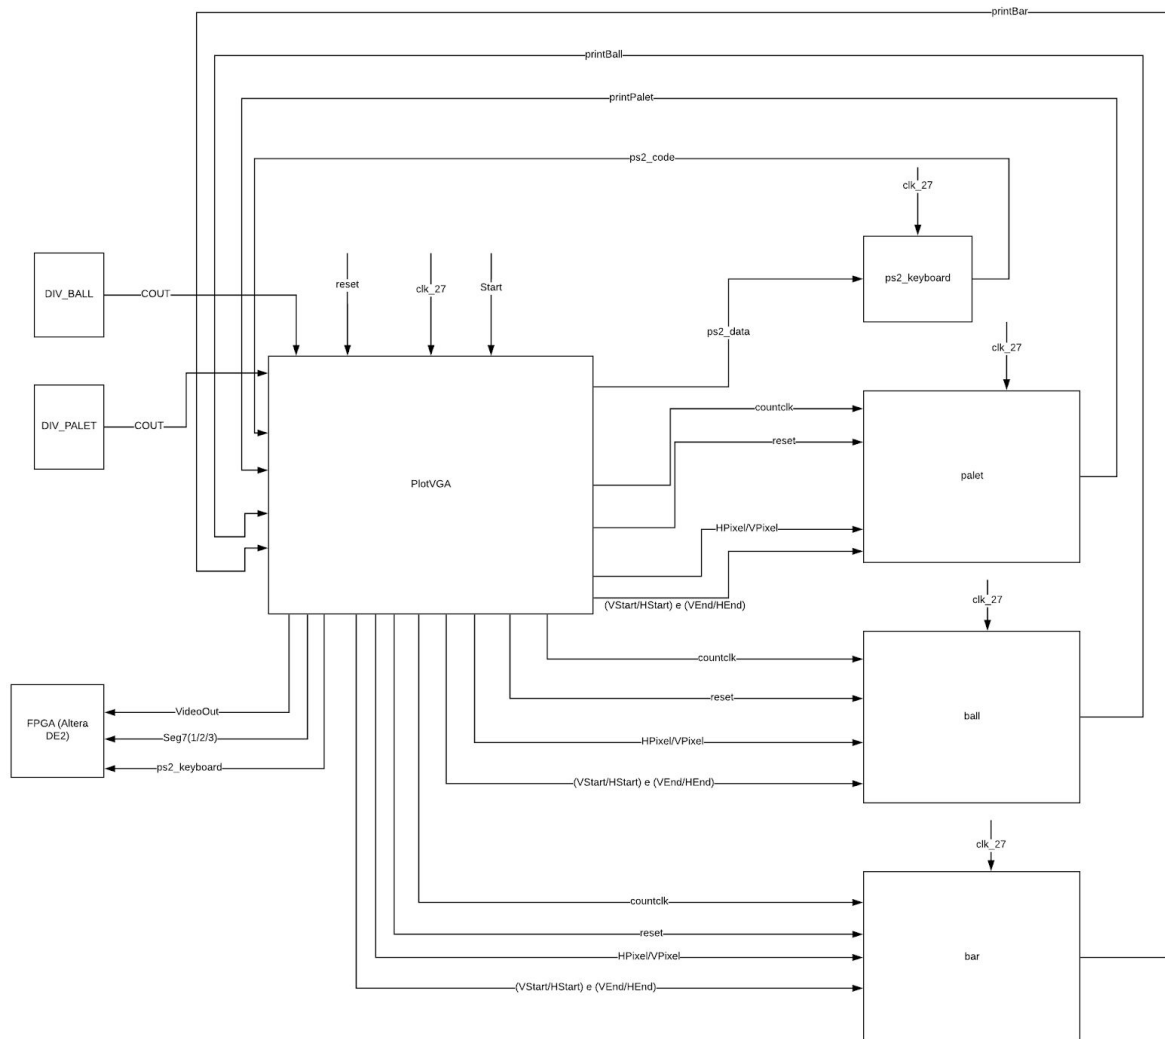 printBar
printBall
printPalet
ps2_code
clk_27
ps2_keyboard
DIV_BALL
COUT
reset
clk_27
Start
ps2_data
clk_27
DIV_PALET
COUT
countclk
reset
PlotVGA
palet
HPixel/VPixel
(VStart/HStart) e (VEnd/HEnd)
clk_27
countclk
reset
ball
HPixel/VPixel
(VStart/HStart) e (VEnd/HEnd)
FPGA (Altera
DE2)
VideoOut
Seg7(1/2/3)
ps2_keyboard
clk_27
countclk
reset
HPixel/VPixel
bar
(VStart/HStart) e (VEnd/HEnd)